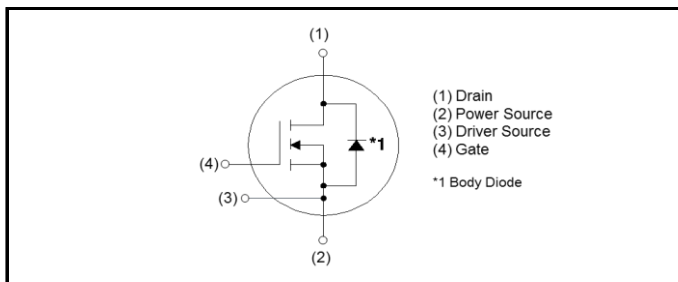 (1)
(4)
*1
(3)
(2)
(1) Drain
(2) Power Source
(3) Driver Source
(4) Gate
*1 Body Diode